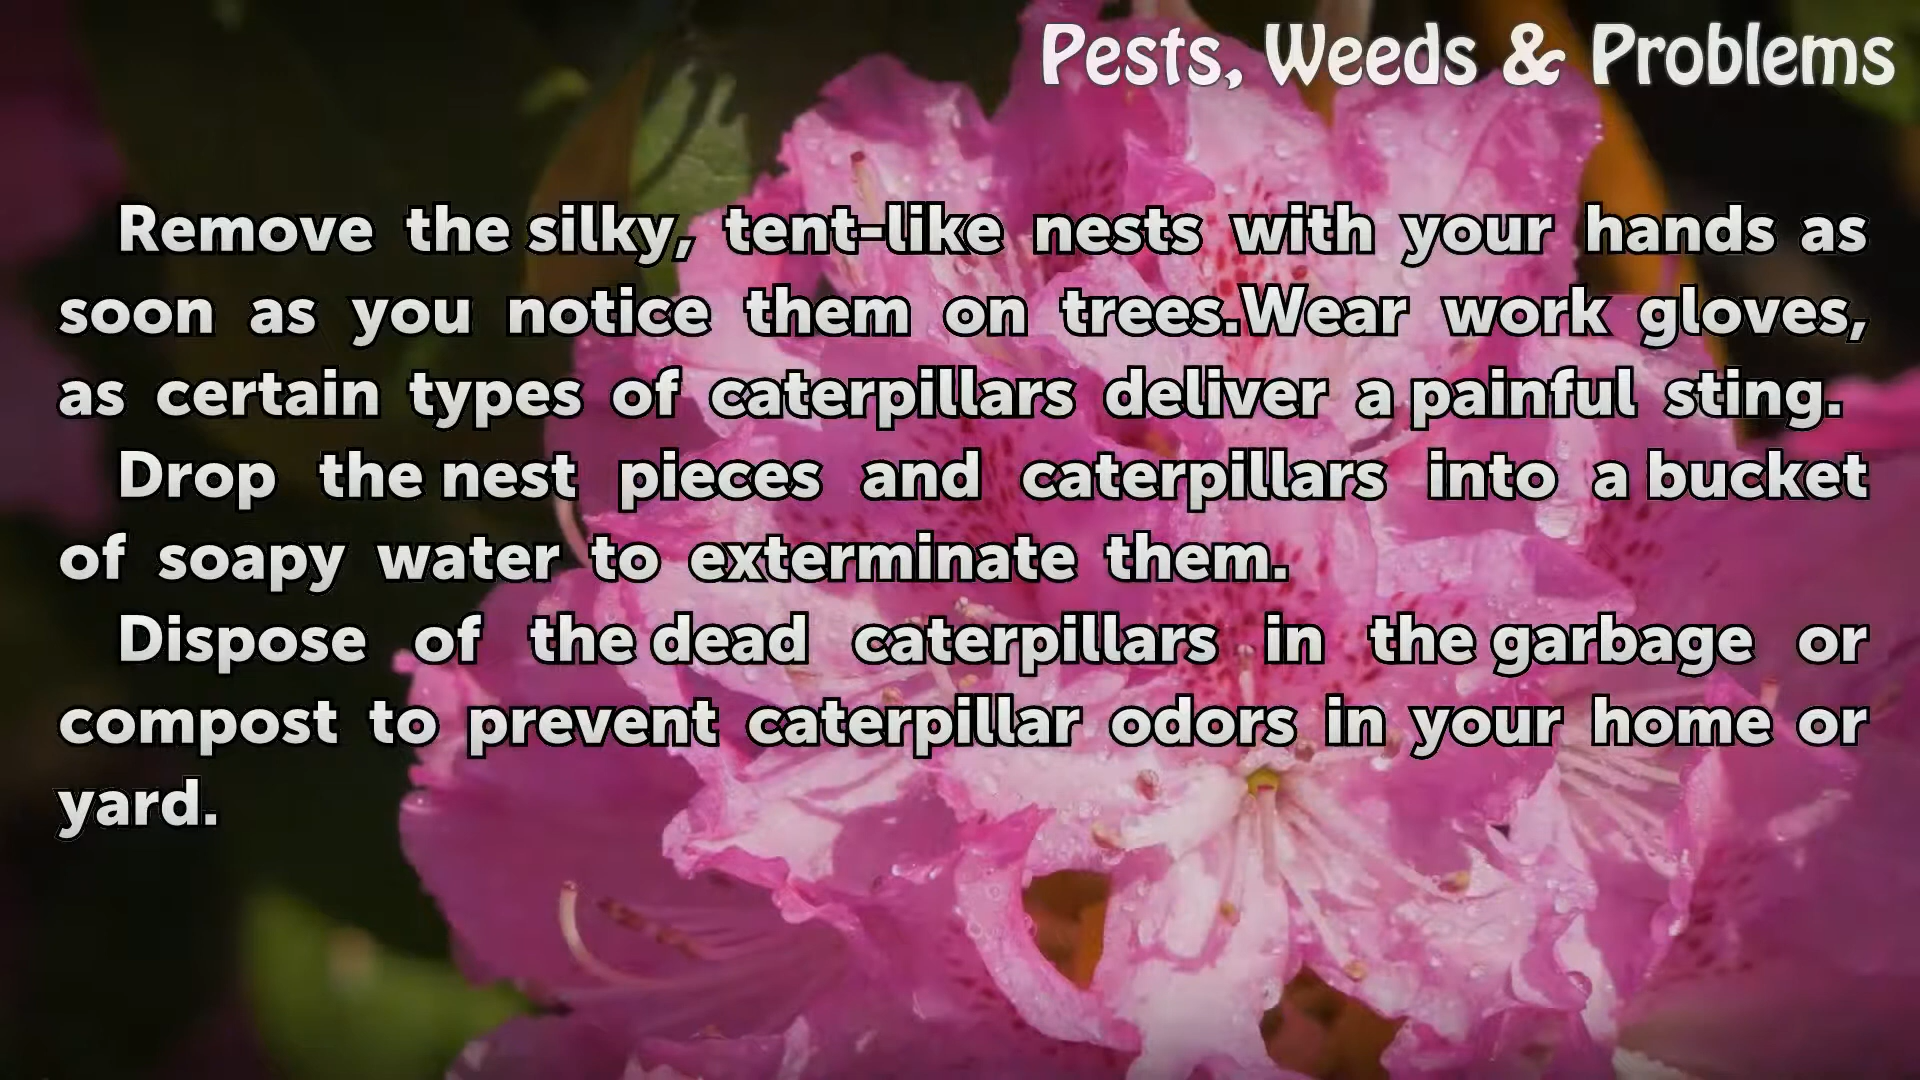 Pests, Weeds & Problems
Remove the silky, tent-like nests with your hands as
soon as you notice them on trees.Wear work gloves,
as certain types of caterpillars deliver a painful sting.
Drop the nest pieces and caterpillars into a bucket
of soapy water to exterminate them.
Dispose of the dead caterpillars in the garbage or
compost to prevent caterpillar odors in your home or
yard.